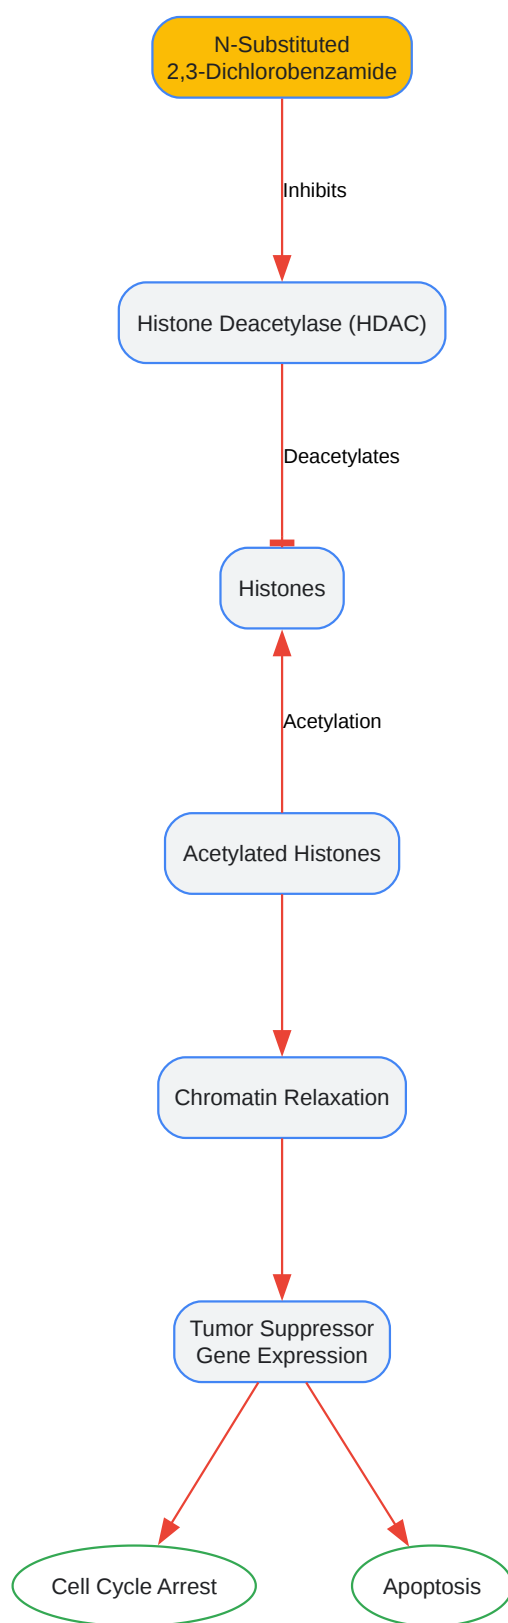 N-Substituted
2,3-Dichlorobenzamide
Inhibits
Histone Deacetylase (HDAC)
Deacetylates
Histones
Acetylation
Acetylated Histones
Chromatin Relaxation
Tumor Suppressor
Gene Expression
Cell Cycle Arrest
Apoptosis